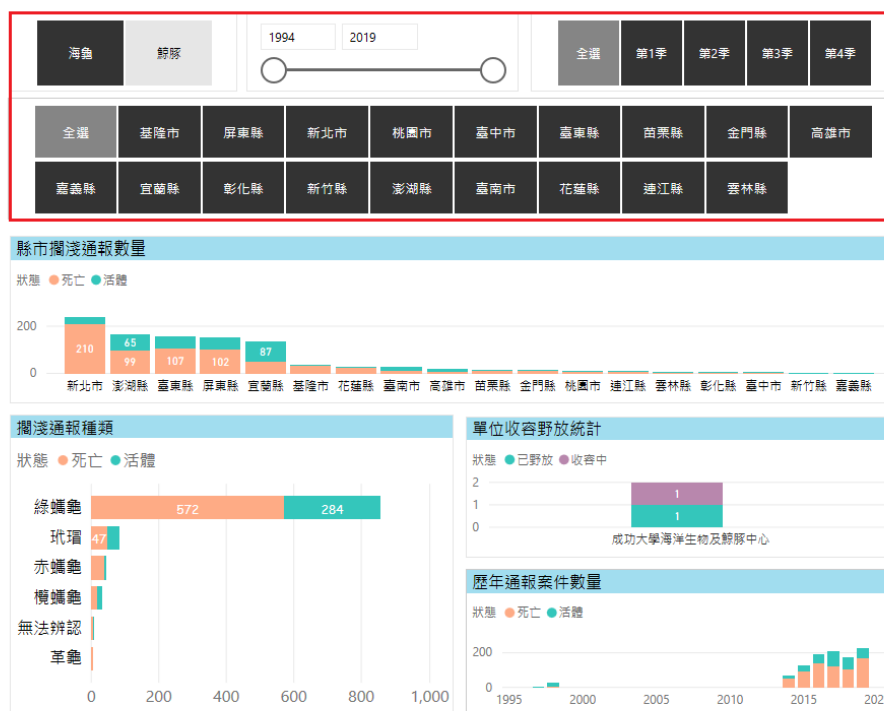 海龜 鯨豚
1994 2019
全選 第1季 第2季 第3季 第4季
全選 基隆市 屏東縣 新北市 桃園市 臺中市 臺東縣 苗栗縣 金門縣 高雄市
嘉義縣 宜蘭縣 彰化縣 新竹縣 澎湖縣 臺南市 花蓮縣 連江縣 雲林縣
縣市擱淺通報數量
狀態 死亡 活體
200
0
210 65 99 107 102 87
新北市 澎湖縣 臺東縣 屏東縣 宜蘭縣 基隆市 花蓮縣 臺南市 高雄市 苗栗縣 金門縣 桃園市 連江縣 雲林縣 彰化縣 臺中市 新竹縣 嘉義縣
擱淺通報種類
狀態 死亡 活體
綠蠵龜 572 284
玳瑁 47
赤蠵龜
欖蠵龜
無法辨認
革龜
0 200 400 600 800 1,000
單位收容野放統計
狀態 已野放 收容中
2
1
0
1
1
成功大學海洋生物及鯨豚中心
歷年通報案件數量
狀態 死亡 活體
200
0
1995 2000 2005 2010 2015 202